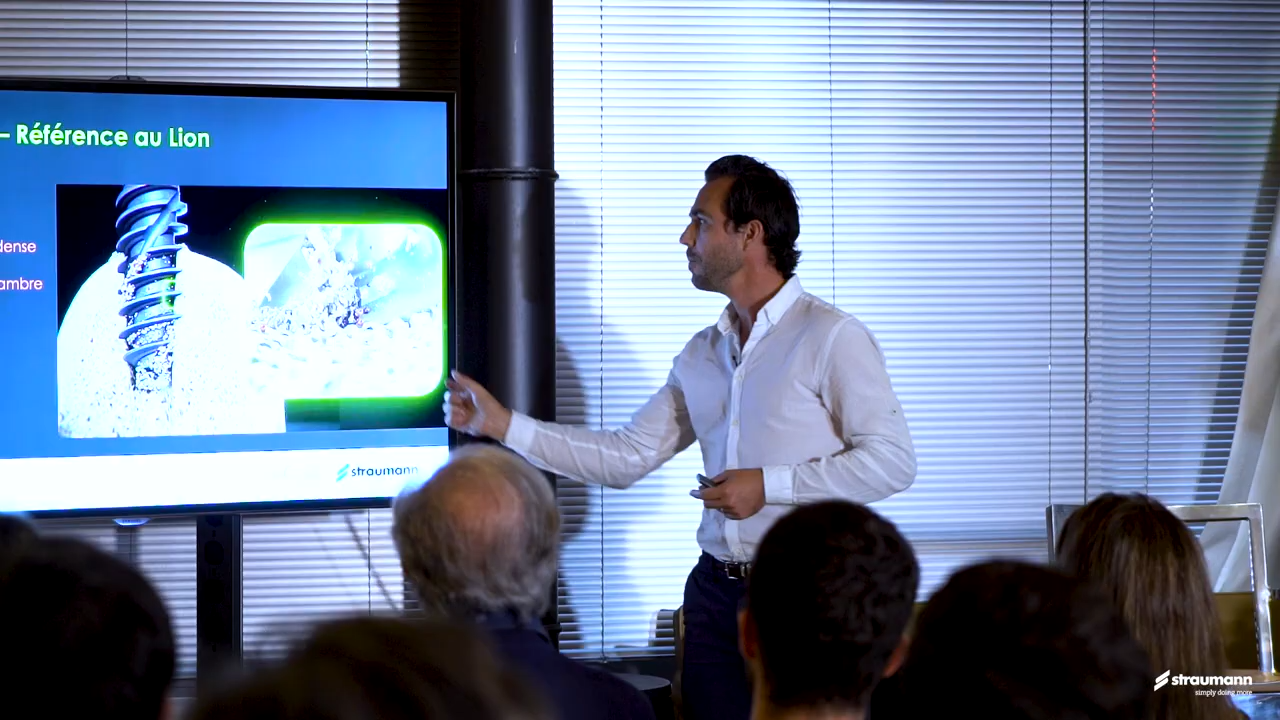 – Référence au Lion
dense
ambre
straumann
straumann
simply doing more